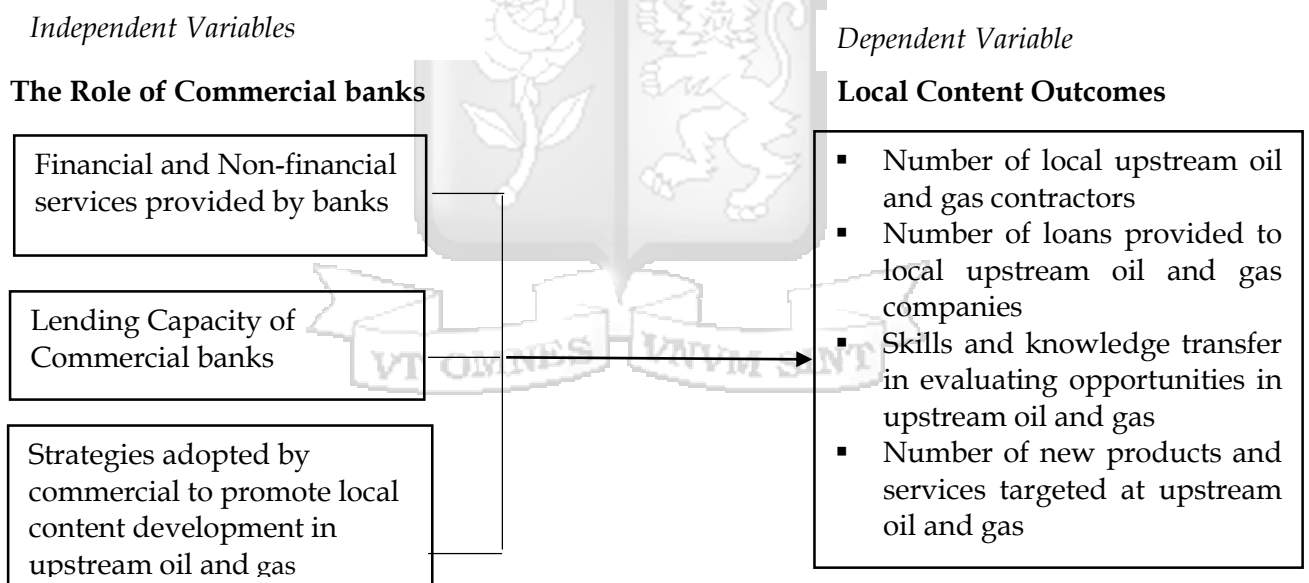 Independent Variables
The Role of Commercial banks
Financial and Non-financial
services provided by banks
Lending Capacity of
Commercial banks
Strategies adopted by
commercial to promote local
content development in
upstream oil and gas
Dependent Variable
Local Content Outcomes
▪ Number of local upstream oil
and gas contractors
▪ Number of loans provided to
local upstream oil and gas
companies
▪ Skills and knowledge transfer
in evaluating opportunities in
upstream oil and gas
▪ Number of new products and
services targeted at upstream
oil and gas
VT OMNES VNVM SINT